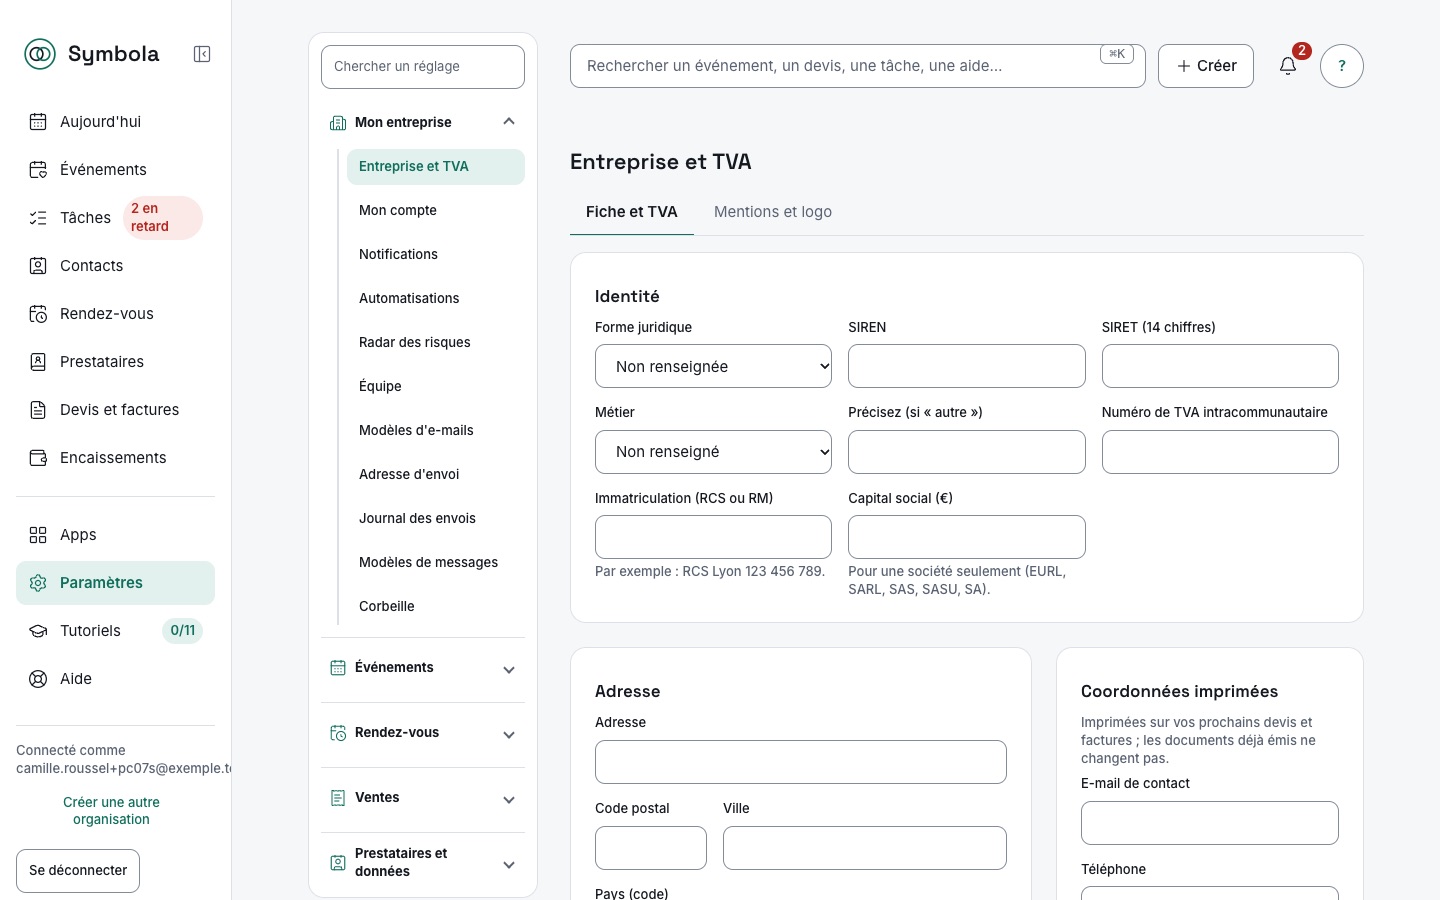 Symbola
Aujourd'hui
Événements
Tâches
2 en
retard
Contacts
Rendez-vous
Prestataires
Devis et factures
Encaissements
Apps
Paramètres
Tutoriels
0/11
Aide
Connecté comme
camille.roussel+pc07s@exemple.t
Créer une autre
organisation
Se déconnecter
Chercher un réglage
Mon entreprise
Entreprise et TVA
Mon compte
Notifications
Automatisations
Radar des risques
Équipe
Modèles d'e-mails
Adresse d'envoi
Journal des envois
Modèles de messages
Corbeille
Événements
Rendez-vous
Ventes
Prestataires et
données
Rechercher un événement, un devis, une tâche, une aide...
⌘K
+ Créer
2
?
Entreprise et TVA
Fiche et TVA
Mentions et logo
Identité
Forme juridique
SIREN
SIRET (14 chiffres)
Non renseignée
Métier
Précisez (si « autre »)
Numéro de TVA intracommunautaire
Non renseigné
Immatriculation (RCS ou RM)
Capital social (€)
Par exemple : RCS Lyon 123 456 789.
Pour une société seulement (EURL,
SARL, SAS, SASU, SA).
Adresse
Adresse
Code postal
Ville
Pays (code)
Coordonnées imprimées
Imprimées sur vos prochains devis et
factures ; les documents déjà émis ne
changent pas.
E-mail de contact
Téléphone